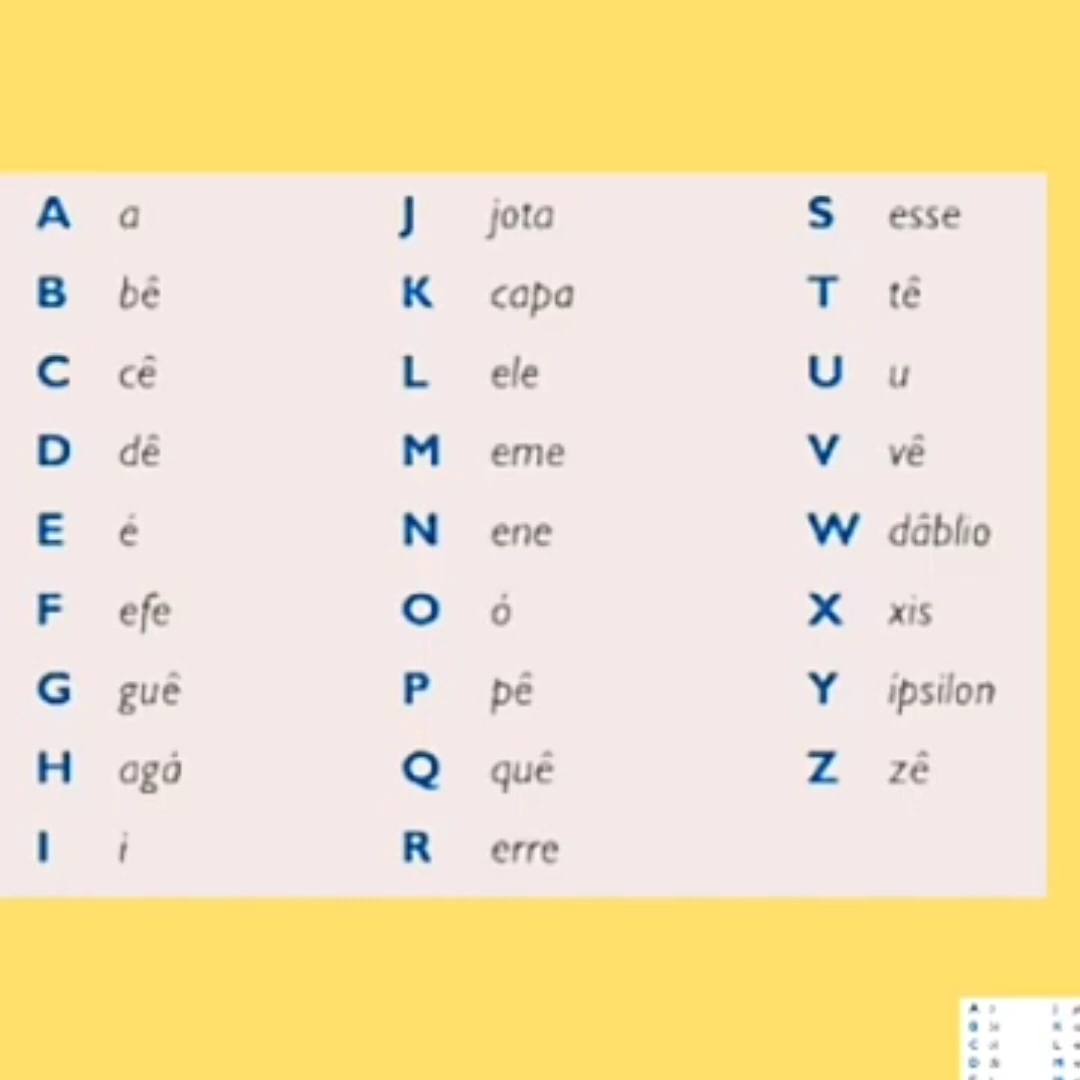 A a
B bê
C cê
D dê
E é
F efe
G guê
H agá
I i
J jota
K capa
L ele
M eme
N ene
O ó
P pê
Q quê
R erre
S esse
T tê
U u
V vê
W dâblio
X xis
Y ípsilon
Z zê
A
B
C
D
J
K
L
M